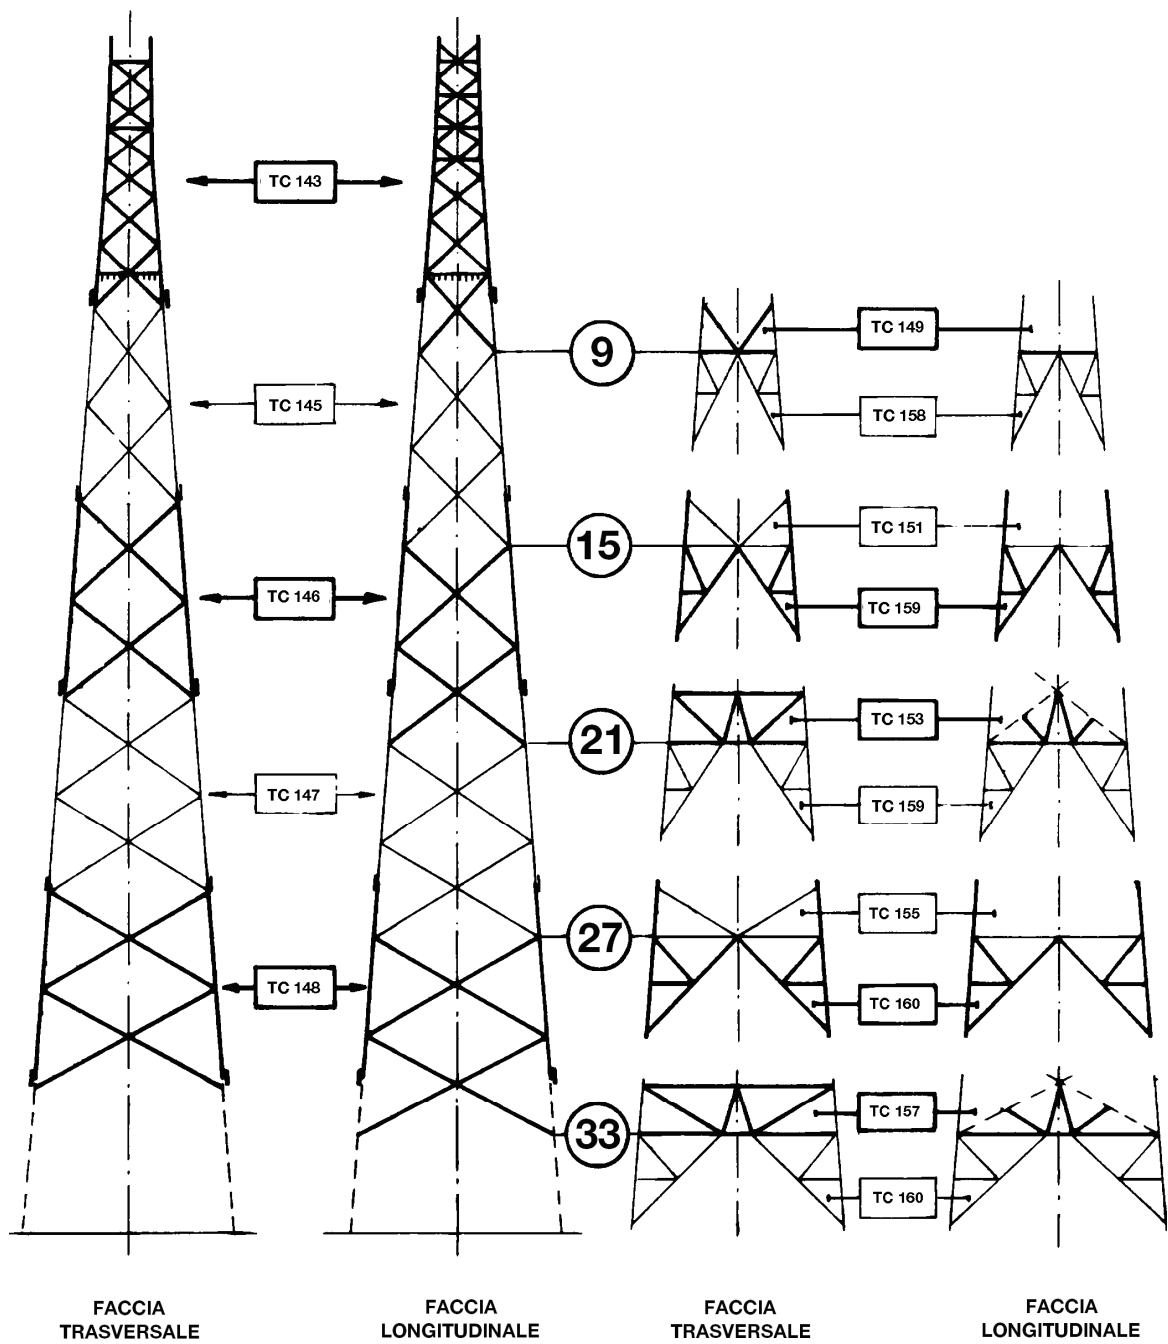 TC 143
9
TC 149
TC 145
TC 158
15
TC 151
TC 146
TC 159
21
TC 153
TC 147
TC 159
27
TC 155
TC 148
TC 160
33
TC 157
TC 160
FACCIA
TRASVERSALE
FACCIA
LONGITUDINALE
FACCIA
TRASVERSALE
FACCIA
LONGITUDINALE